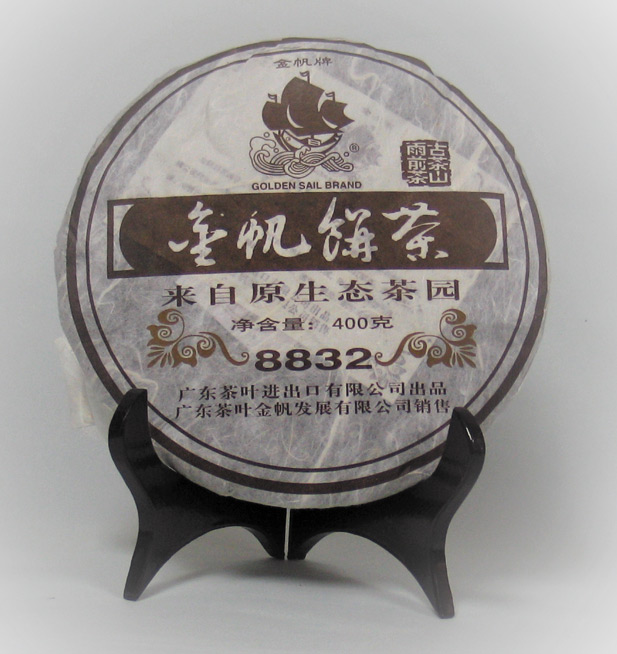 金帆牌
®
GOLDEN SAIL BRAND
古茶山
雨前茶
金帆餅茶
来自原生态茶园
净含量：400克
8832
广东茶叶进出口有限公司出品
广东茶叶金帆发展有限公司销售